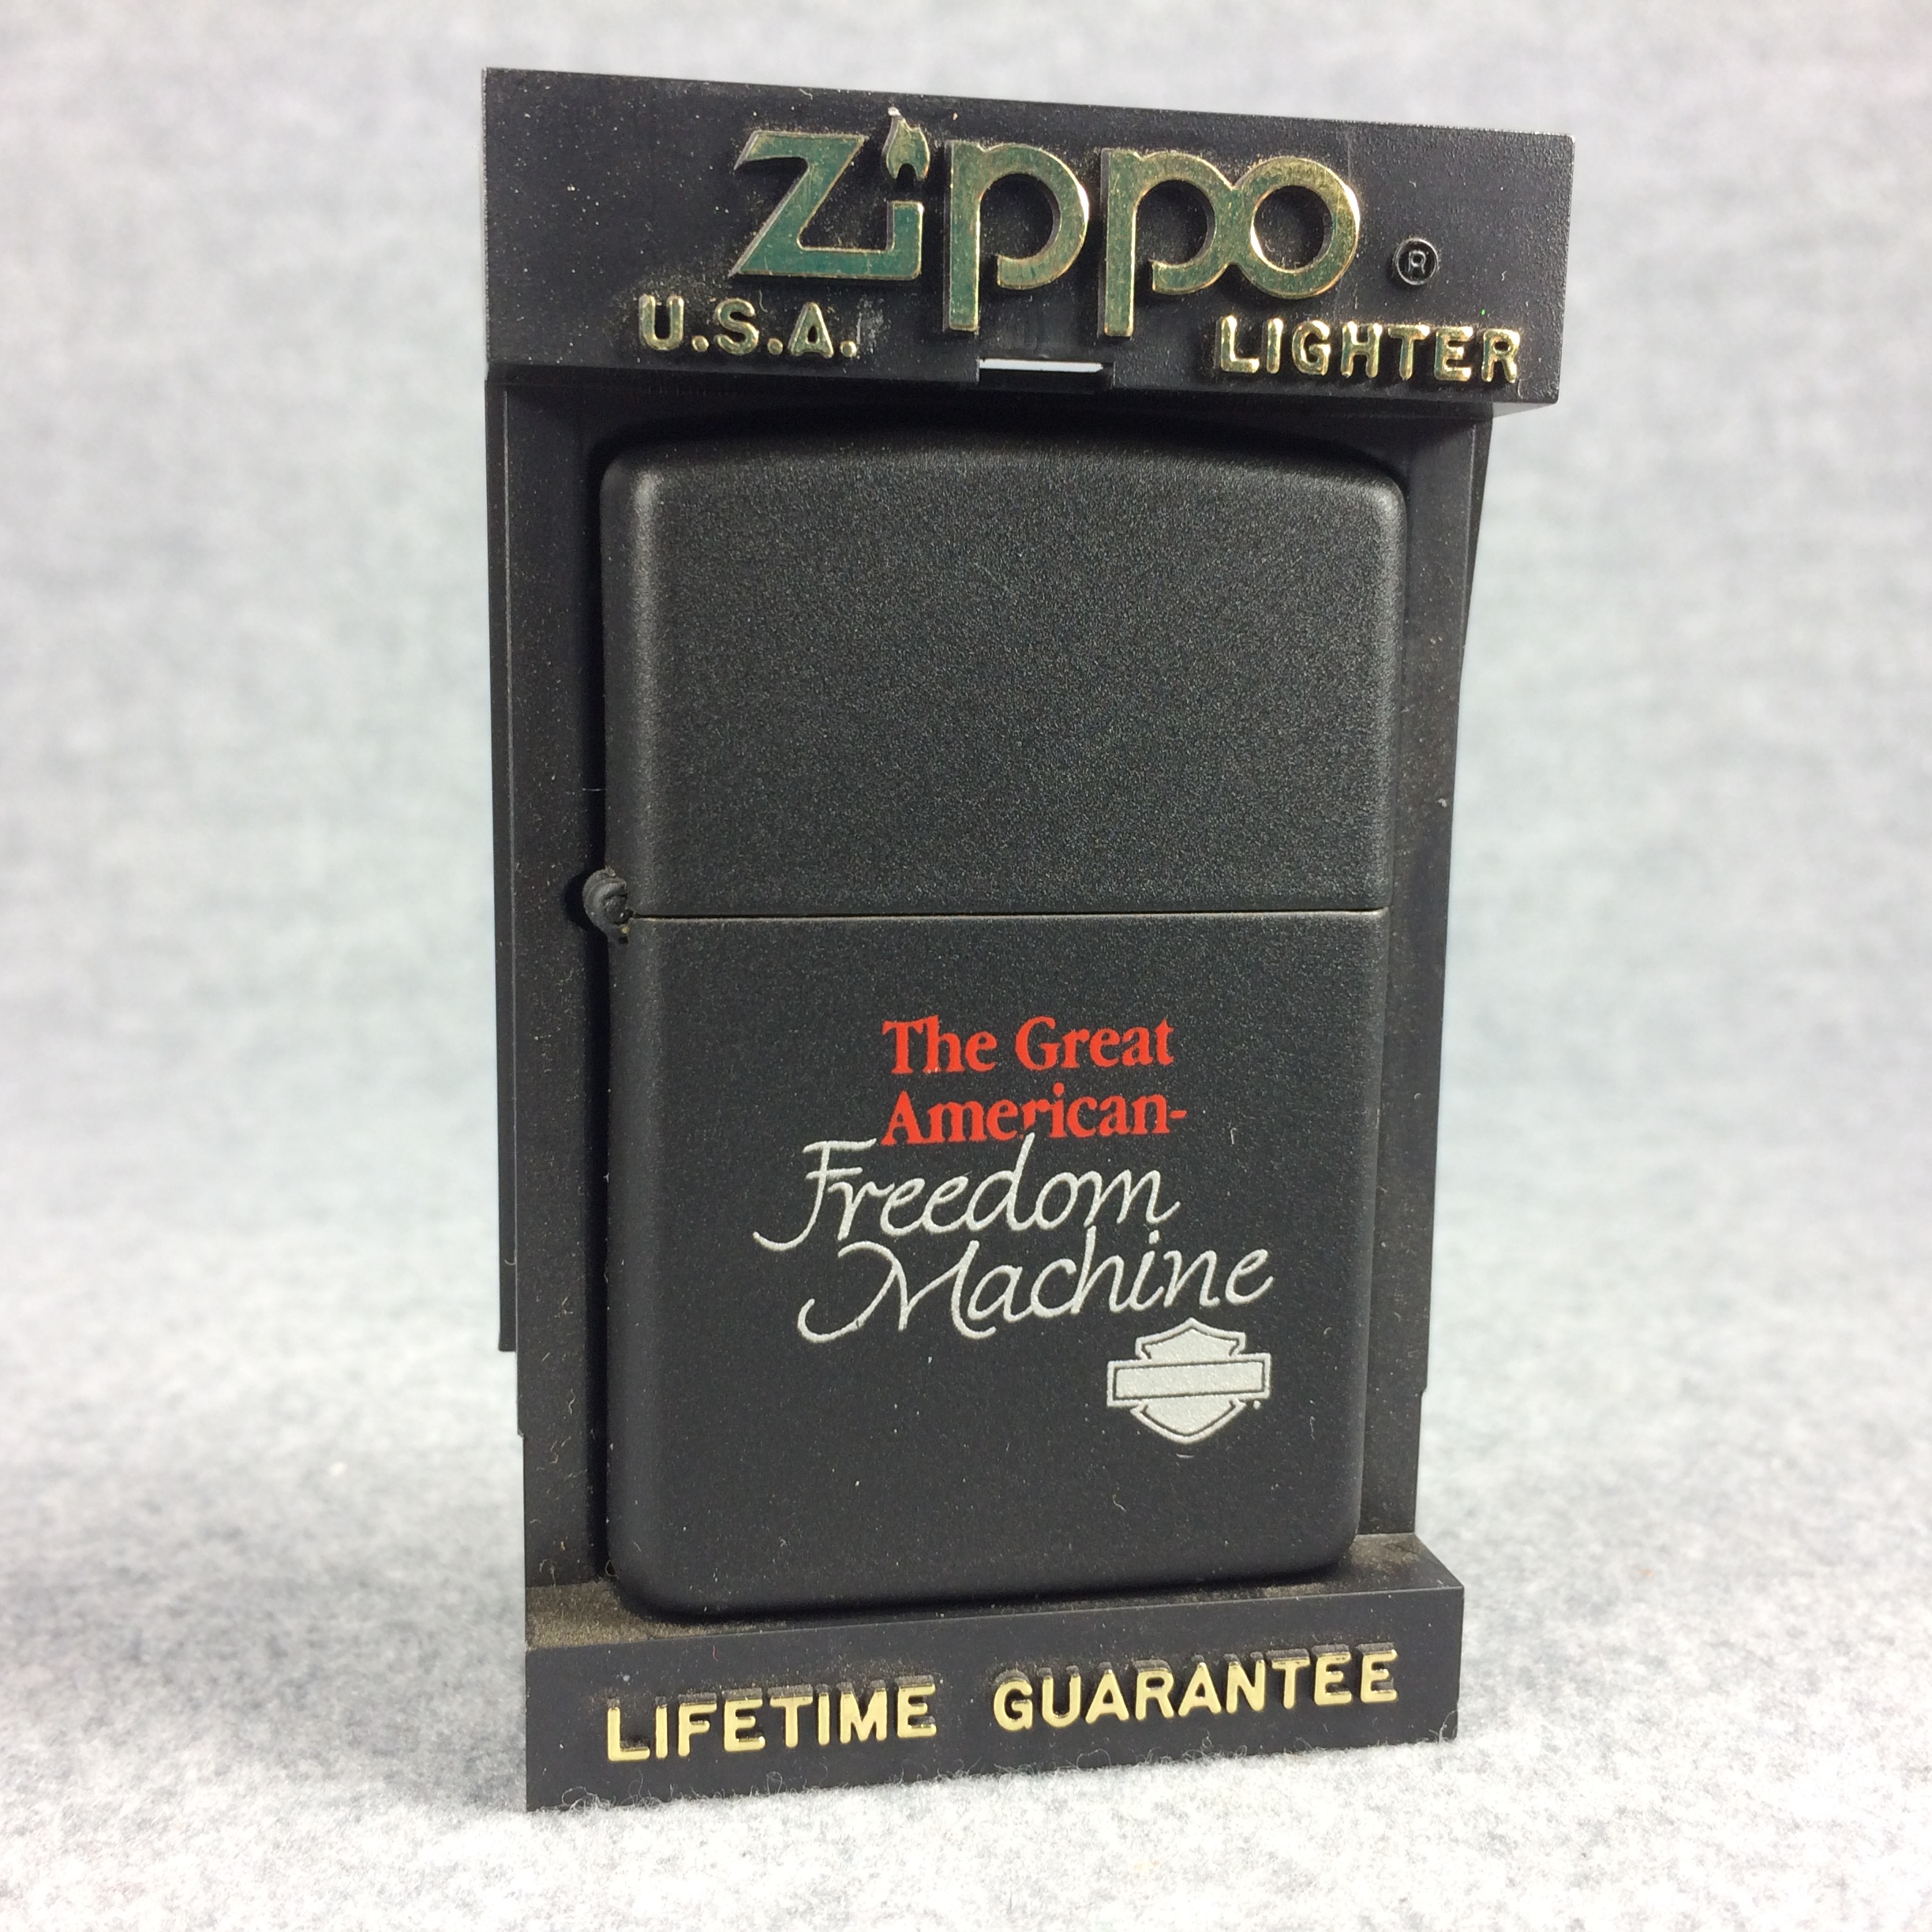 Zippo ®
U.S.A. LIGHTER
The Great
American-
Freedom
Machine
LIFETIME GUARANTEE